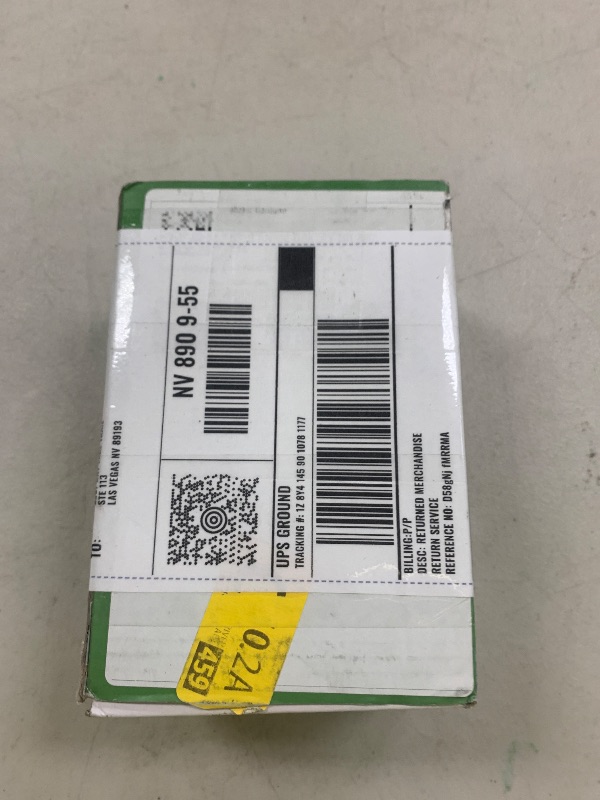 STE 113
LAS VEGAS NV 89193
TO:
NV 890 9-55
UPS GROUND
TRACKING #: 1Z 8Y4 145 90 1078 1177
BILLING:P/P
DESC: RETURNED MERCHANDISE
RETURN SERVICE
REFERENCE NO: D58gNj fMRRMA
0.2A
459